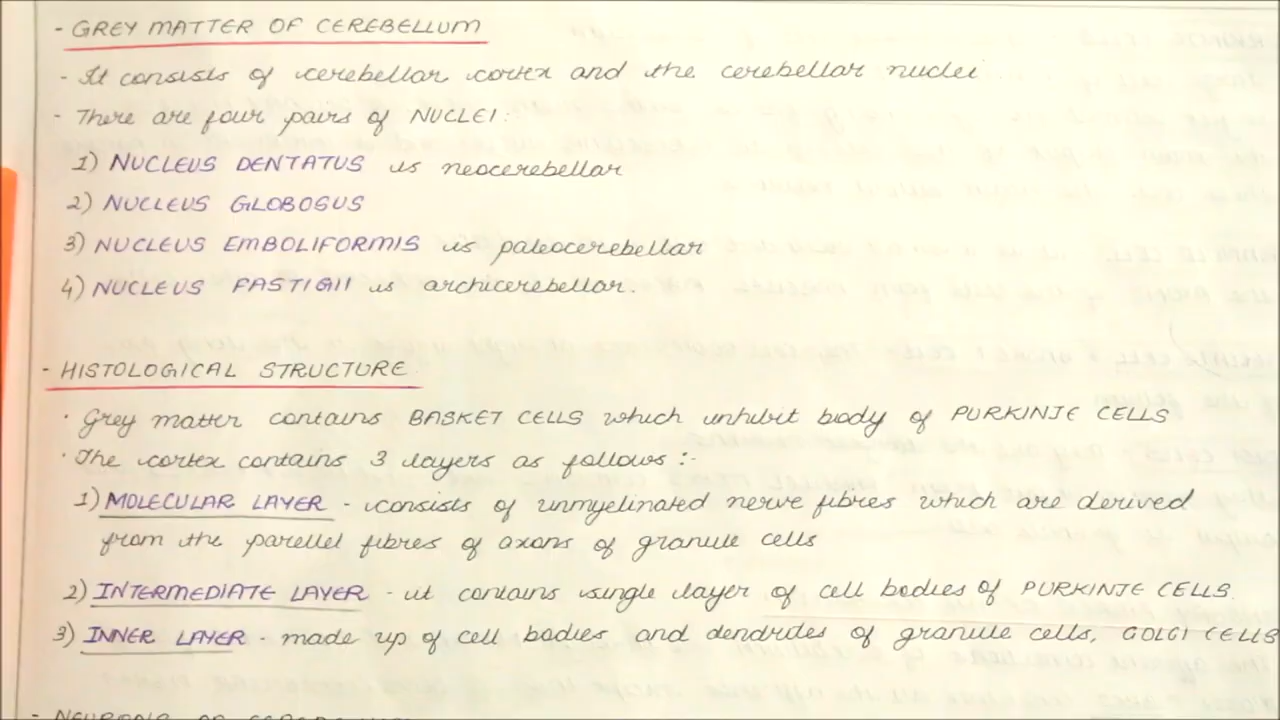 - GREY MATTER OF CEREBELLUM
- It consists of cerebellar cortex and the cerebellar nuclei
- There are four pairs of NUCLEI:
1) NUCLEUS DENTATUS is neocerebellar
2) NUCLEUS GLOBOSUS
3) NUCLEUS EMBOLIFORMIS is paleocerebellar
4) NUCLEUS FASTIGII is archicerebellar.
- HISTOLOGICAL STRUCTURE
· Grey matter contains BASKET CELLS which inhibit body of PURKINJE CELLS
· The cortex contains 3 layers as follows :-
1) MOLECULAR LAYER - consists of unmyelinated nerve fibres which are derived
from the parellel fibres of axons of granule cells
2) INTERMEDIATE LAYER - it contains single layer of cell bodies of PURKINJE CELLS.
3) INNER LAYER - made up of cell bodies and dendrites of granule cells, GOLGI CELLS